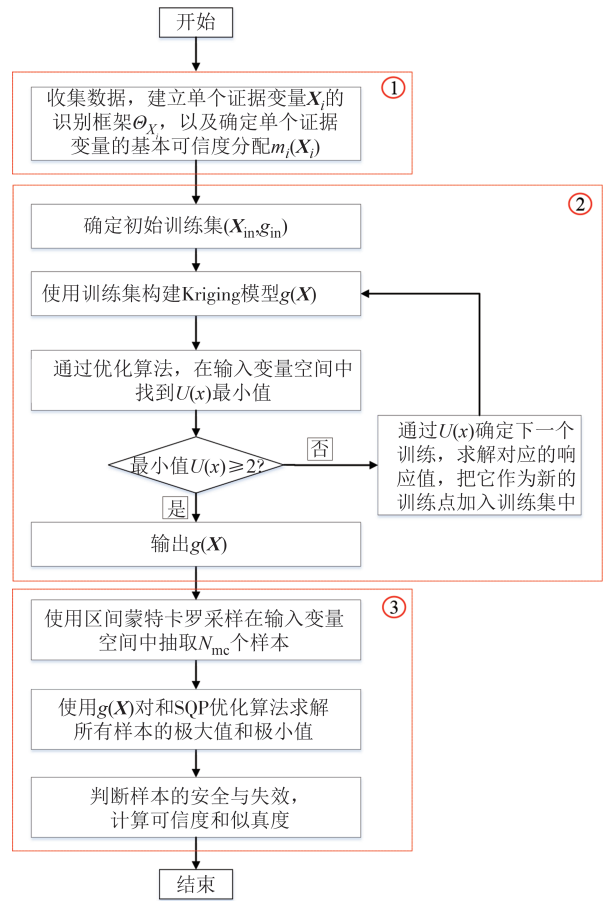 开始
①
收集数据，建立单个证据变量Xᵢ的
识别框架Θ_Xᵢ，以及确定单个证据
变量的基本可信度分配mᵢ(Xᵢ)
②
确定初始训练集(X_in,g_in)
使用训练集构建Kriging模型g(X)
通过优化算法，在输入变量空间中
找到U(x)最小值
最小值U(x)≥2?
否
通过U(x)确定下一个
训练，求解对应的响
应值，把它作为新的
训练点加入训练集中
是
输出g(X)
③
使用区间蒙特卡罗采样在输入变量
空间中抽取N_mc个样本
使用g(X)对和SQP优化算法求解
所有样本的极大值和极小值
判断样本的安全与失效，
计算可信度和似真度
结束